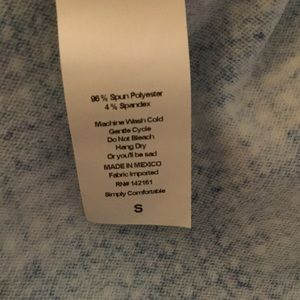 96% Spun Polyester
4% Spandex
Machine Wash Cold
Gentle Cycle
Do Not Bleach
Hang Dry
Or you'll be sad
MADE IN MEXICO
Fabric Imported
RN# 142161
Simply Comfortable
S